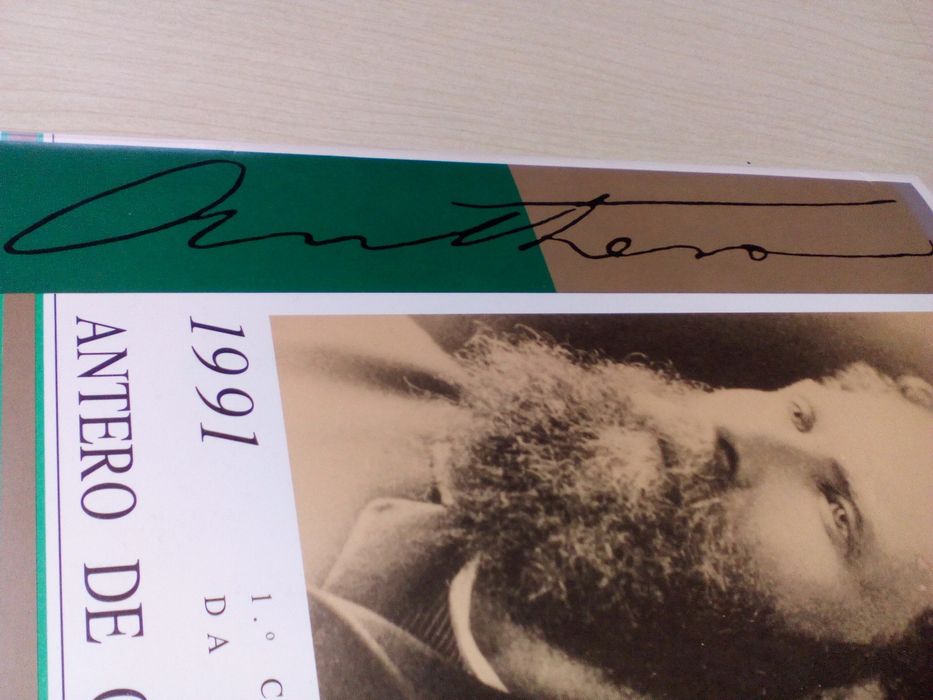 Anthero
1991
ANTERO DE
1.º C
DA